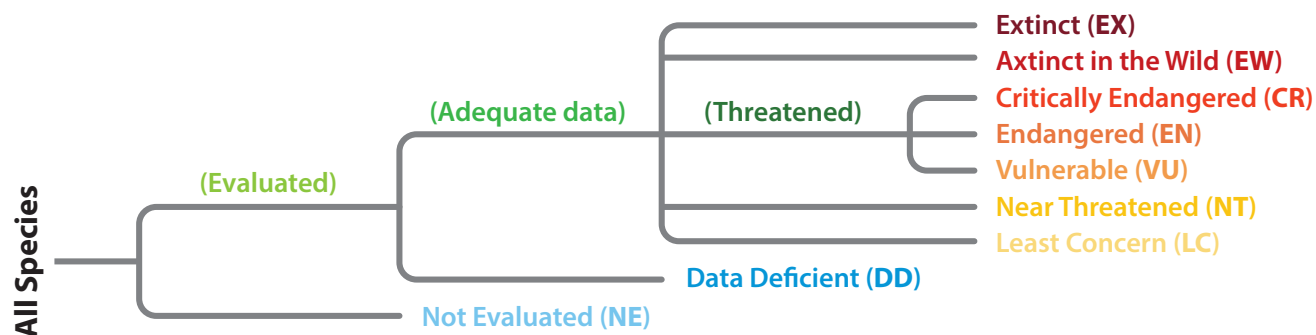 Extinct (EX)
Axtinct in the Wild (EW)
Critically Endangered (CR)
(Adequate data)
(Threatened)
Endangered (EN)
Vulnerable (VU)
(Evaluated)
Near Threatened (NT)
Least Concern (LC)
All Species
Data Deficient (DD)
Not Evaluated (NE)